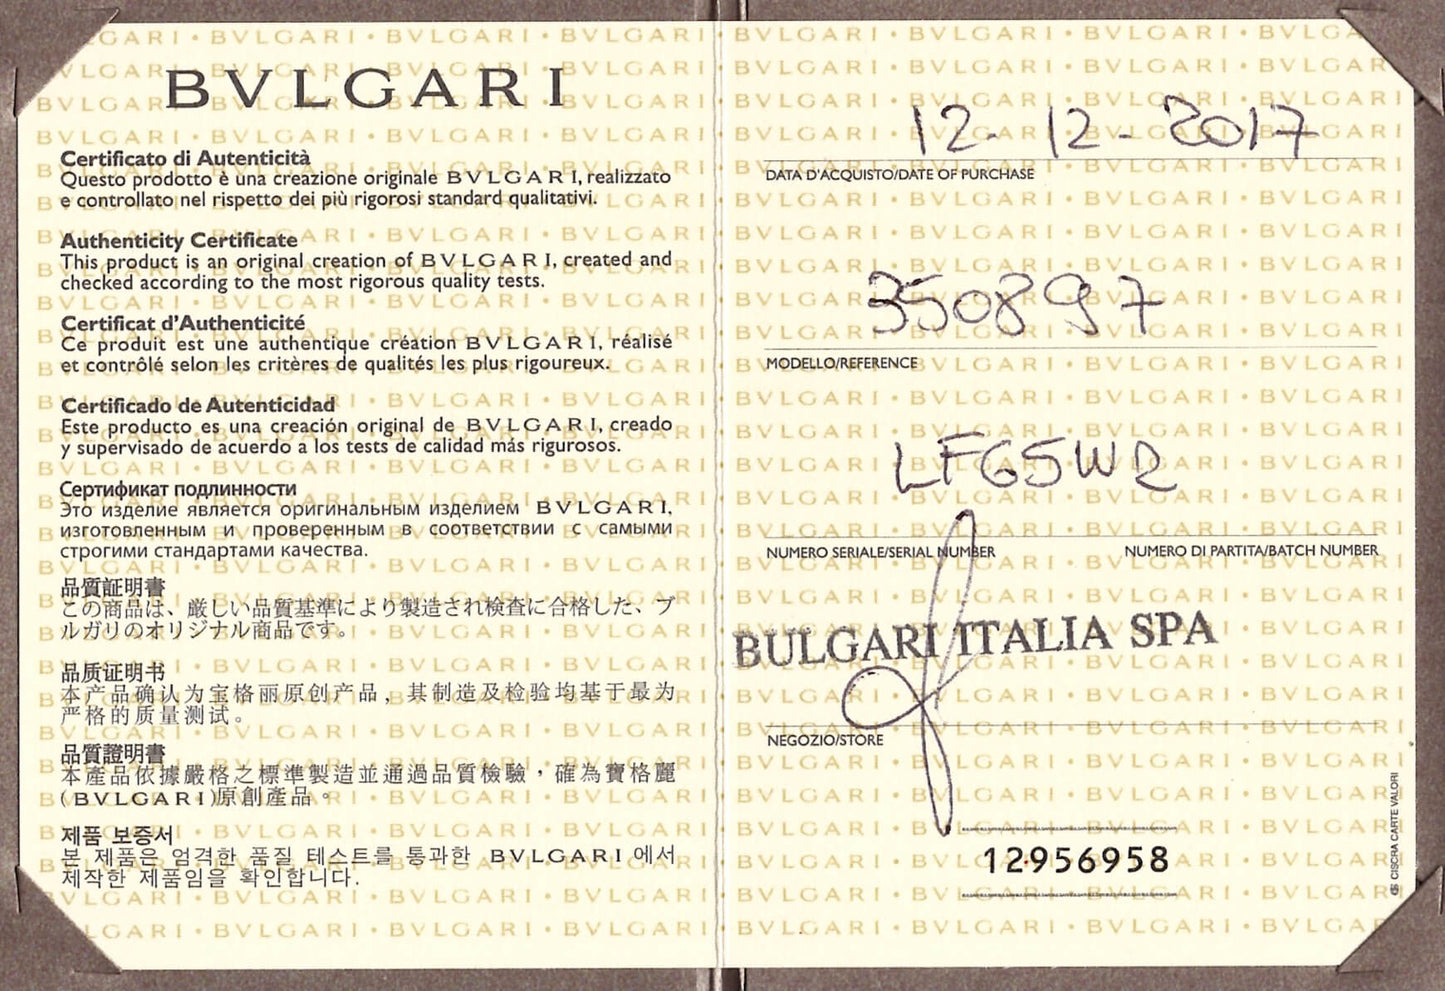 BVLGARI
Certificato di Autenticità
Questo prodotto è una creazione originale BVLGARI, realizzato
e controllato nel rispetto dei più rigorosi standard qualitativi.
Authenticity Certificate
This product is an original creation of BVLGARI, created and
checked according to the most rigorous quality tests.
Certificat d'Authenticité
Ce produit est une authentique création BVLGARI, réalisé
et contrôlé selon les critères de qualités les plus rigoureux.
Certificado de Autenticidad
Este producto es una creación original de BVLGARI, creado
y supervisado de acuerdo a los tests de calidad más rigurosos.
Сертификат подлинности
Это изделие является оригинальным изделием BVLGARI,
изготовленным и проверенным в соответствии с самыми
строгими стандартами качества.
品質証明書
この商品は、厳しい品質基準により製造され検査に合格した、ブ
ルガリのオリジナル商品です。
品质证明书
本产品确认为宝格丽原创产品，其制造及检验均基于最为
严格的质量测试。
品質證明書
本產品依據嚴格之標準製造並通過品質檢驗，確為寶格麗
(BVLGARI)原創產品。
제품 보증서
본 제품은 엄격한 품질 테스트를 통과한 BVLGARI 에서
제작한 제품임을 확인합니다.
12-12-2017
DATA D'ACQUISTO/DATE OF PURCHASE
350897
MODELLO/REFERENCE
LFG5W2
NUMERO SERIALE/SERIAL NUMBER NUMERO DI PARTITA/BATCH NUMBER
BULGARI ITALIA SPA
NEGOZIO/STORE
12956958
CISCRA CARTE VALORI